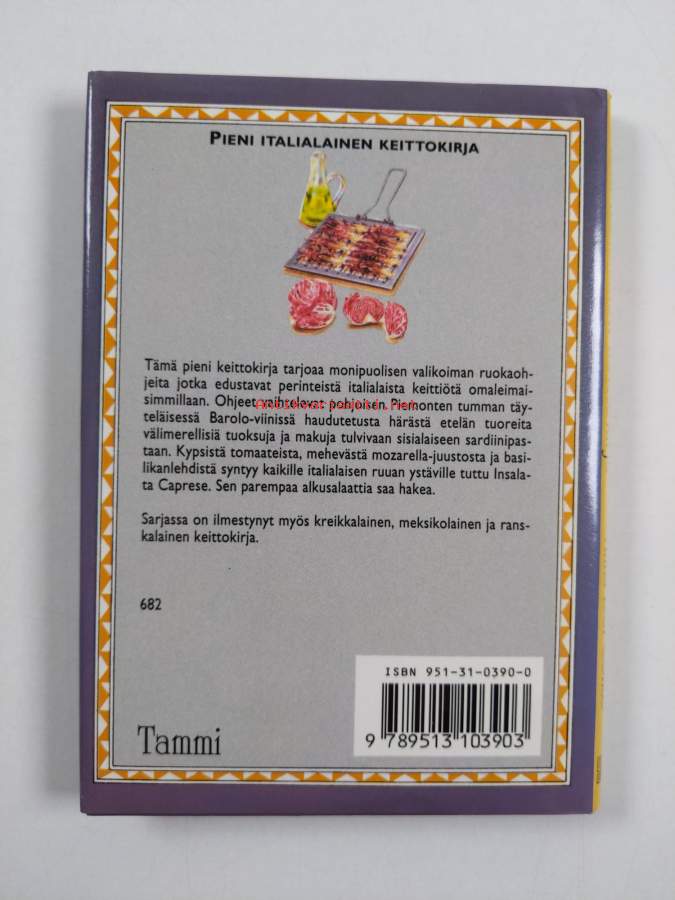 PIENI ITALIALAINEN KEITTOKIRJA
Tämä pieni keittokirja tarjoaa monipuolisen valikoiman ruokaoh-
jeita jotka edustavat perinteistä italialaista keittiötä omaleimai-
simmillaan. Ohjeet vaihtelevat pohjoisen Piemonten tumman täy-
teläisessä Barolo-viinissä haudutetusta härästä etelän tuoreita
välimerellisiä tuoksuja ja makuja tulvivaan sisialaiseen sardiinipas-
taan. Kypsistä tomaateista, mehevästä mozarella-juustosta ja basi-
likanlehdistä syntyy kaikille italialaisen ruuan ystäville tuttu Insala-
ta Caprese. Sen parempaa alkusalaattia saa hakea.
Sarjassa on ilmestynyt myös kreikkalainen, meksikolainen ja rans-
kalainen keittokirja.
682
ISBN 951-31-0390-0
9 789513 103903
Tammi